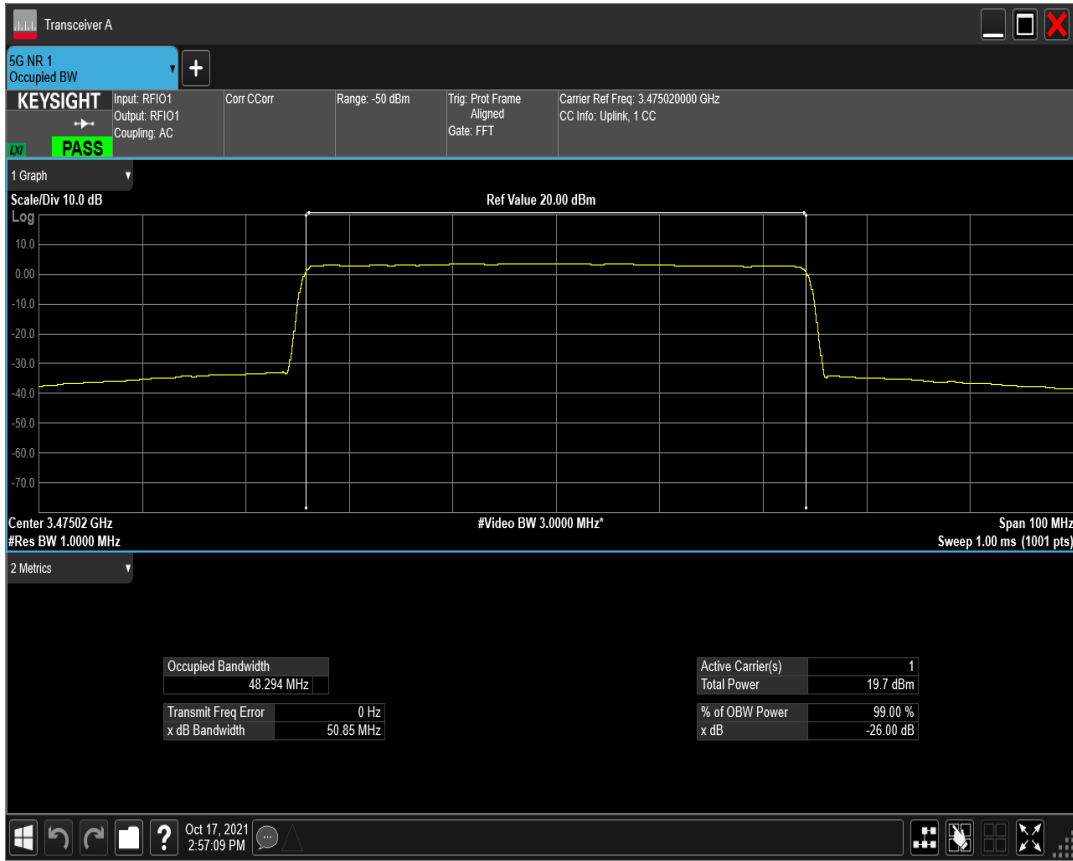 Transceiver A
5G NR 1
Occupied BW
KEYSIGHT
LXI
PASS
Input: RFIO1
Output: RFIO1
Coupling: AC
Corr CCorr
Range: -50 dBm
Trig: Prot Frame
Aligned
Gate: FFT
Carrier Ref Freq: 3.475020000 GHz
CC Info: Uplink, 1 CC
1 Graph
Scale/Div 10.0 dB
Ref Value 20.00 dBm
Log
10.0
0.00
-10.0
-20.0
-30.0
-40.0
-50.0
-60.0
-70.0
Center 3.47502 GHz
#Video BW 3.0000 MHz*
Span 100 MHz
#Res BW 1.0000 MHz
Sweep 1.00 ms (1001 pts)
2 Metrics
Occupied Bandwidth
48.294 MHz
Transmit Freq Error 0 Hz
x dB Bandwidth 50.85 MHz
Active Carrier(s) 1
Total Power 19.7 dBm
% of OBW Power 99.00 %
x dB -26.00 dB
?
Oct 17, 2021
2:57:09 PM